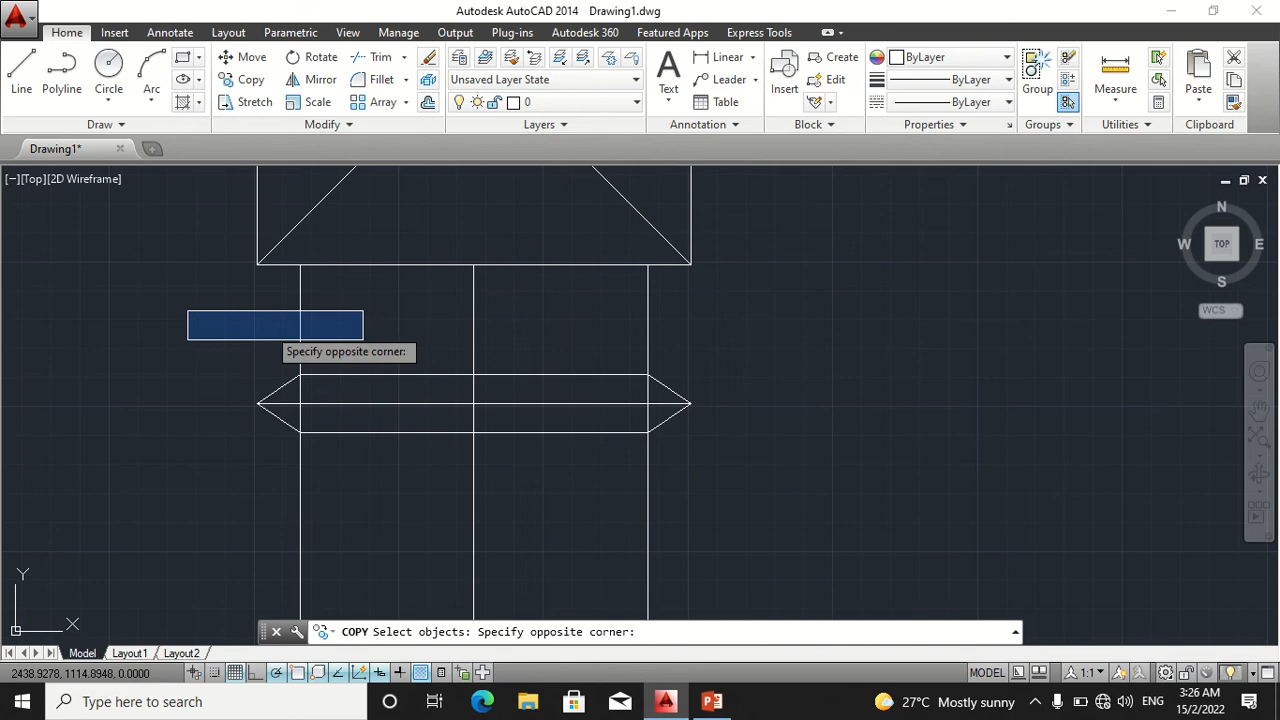 Autodesk AutoCAD 2014 Drawing1.dwg
Home Insert Annotate Layout Parametric View Manage Output Plug-ins Autodesk 360 Featured Apps Express Tools
Line Polyline Circle Arc
Move Rotate Trim
Copy Mirror Fillet
Stretch Scale Array
Unsaved Layer State
0
Text
Linear
Leader
Table
Insert
Create
Edit
ByLayer
ByLayer
ByLayer
Group
Measure
Paste
Draw Modify Layers Annotation Block Properties Groups Utilities Clipboard
Drawing1*
[−][Top][2D Wireframe]
N
W TOP E
S
WCS
Specify opposite corner:
Y
X
COPY Select objects: Specify opposite corner:
Model Layout1 Layout2
2438.9278, 1114.8948, 0.0000
MODEL
1:1
Type here to search
27°C Mostly sunny
ENG
3:26 AM
15/2/2022